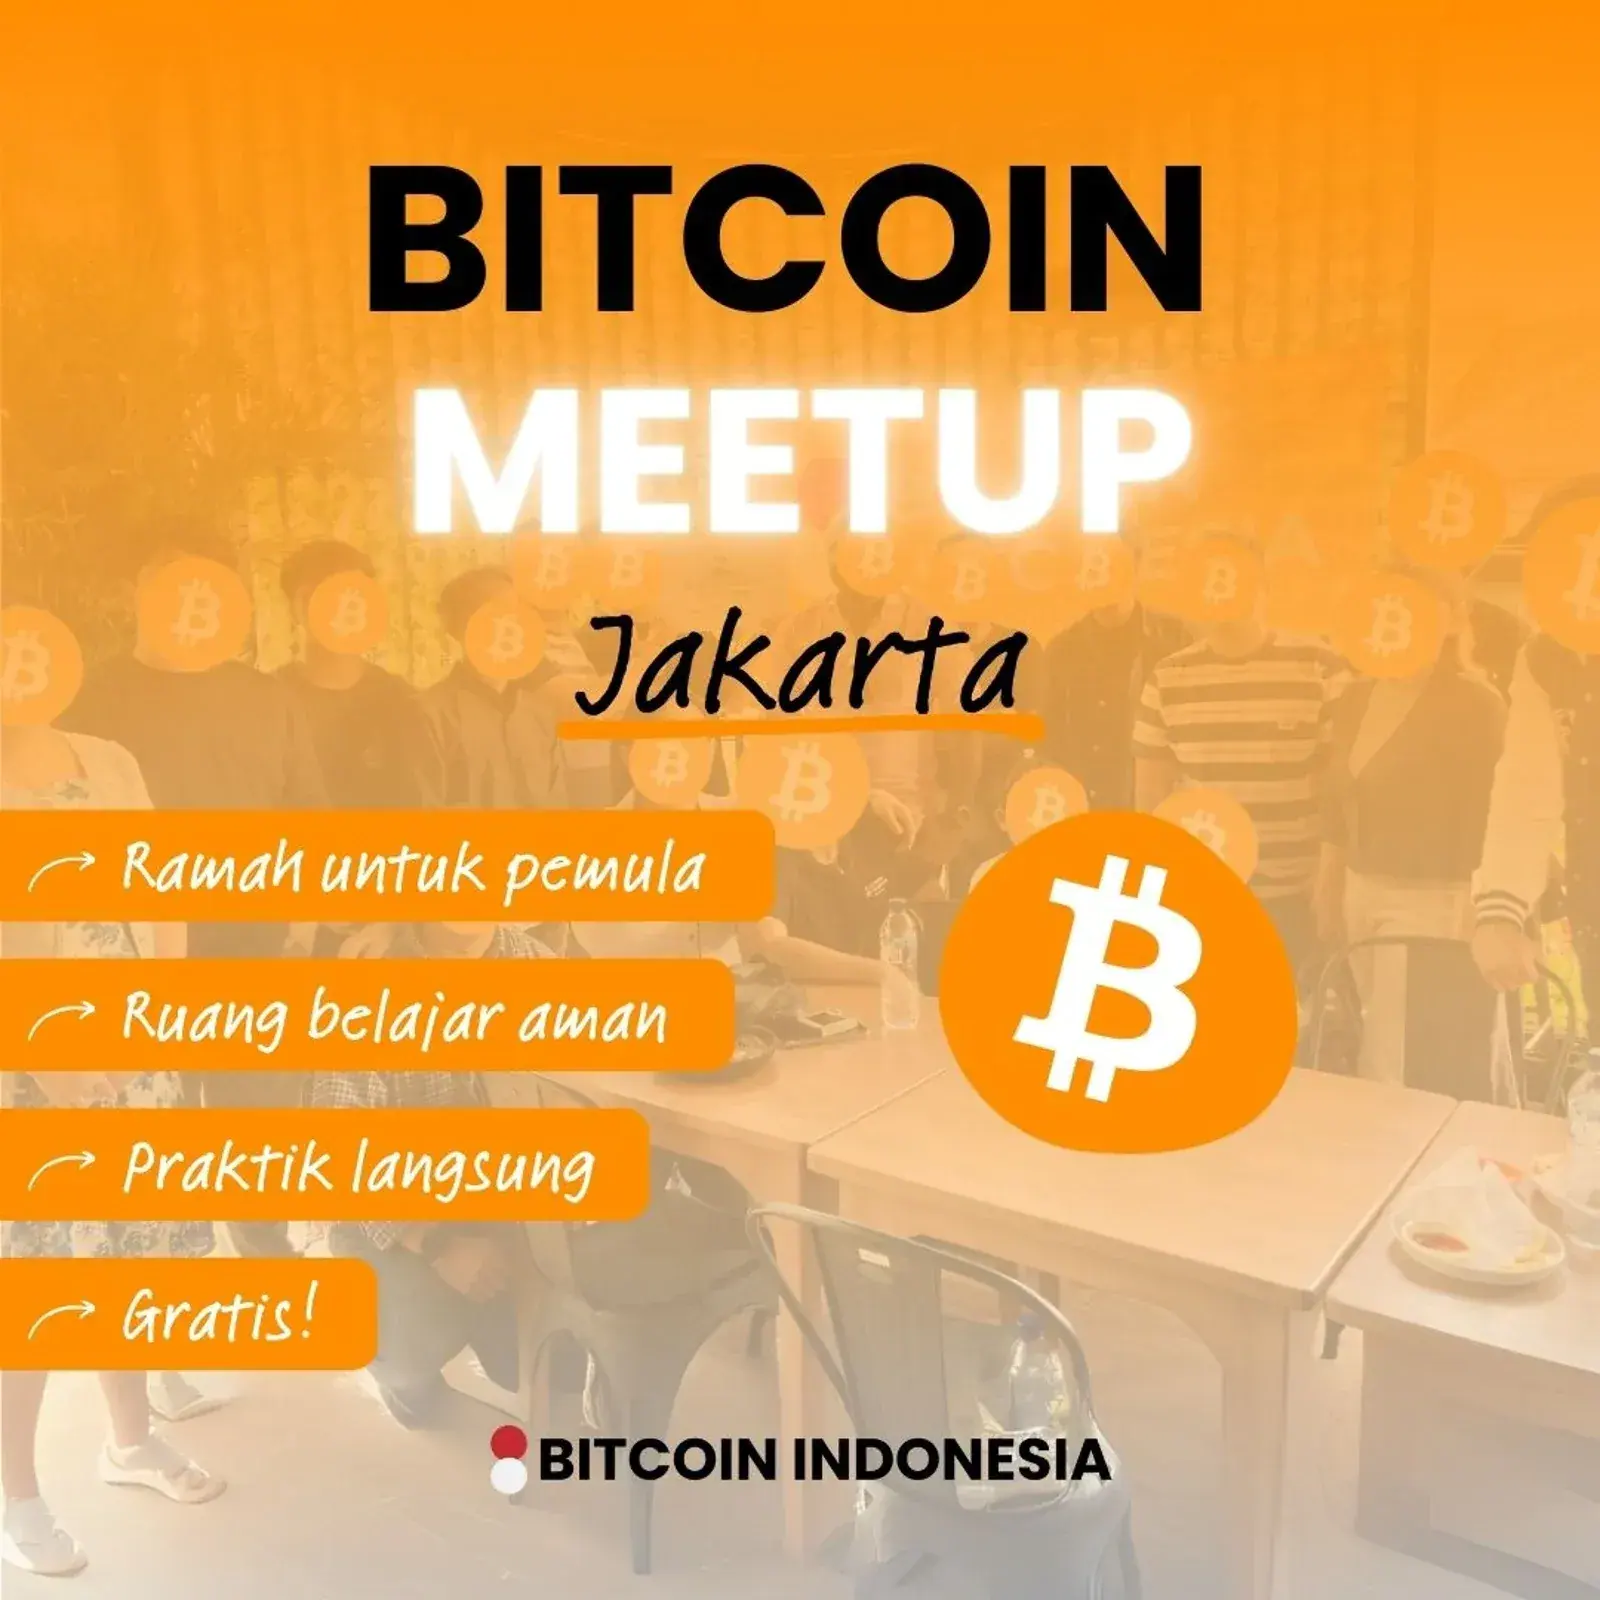 BITCOIN
MEETUP
Jakarta
Ramah untuk pemula
Ruang belajar aman
Praktik langsung
Gratis!
BITCOIN INDONESIA